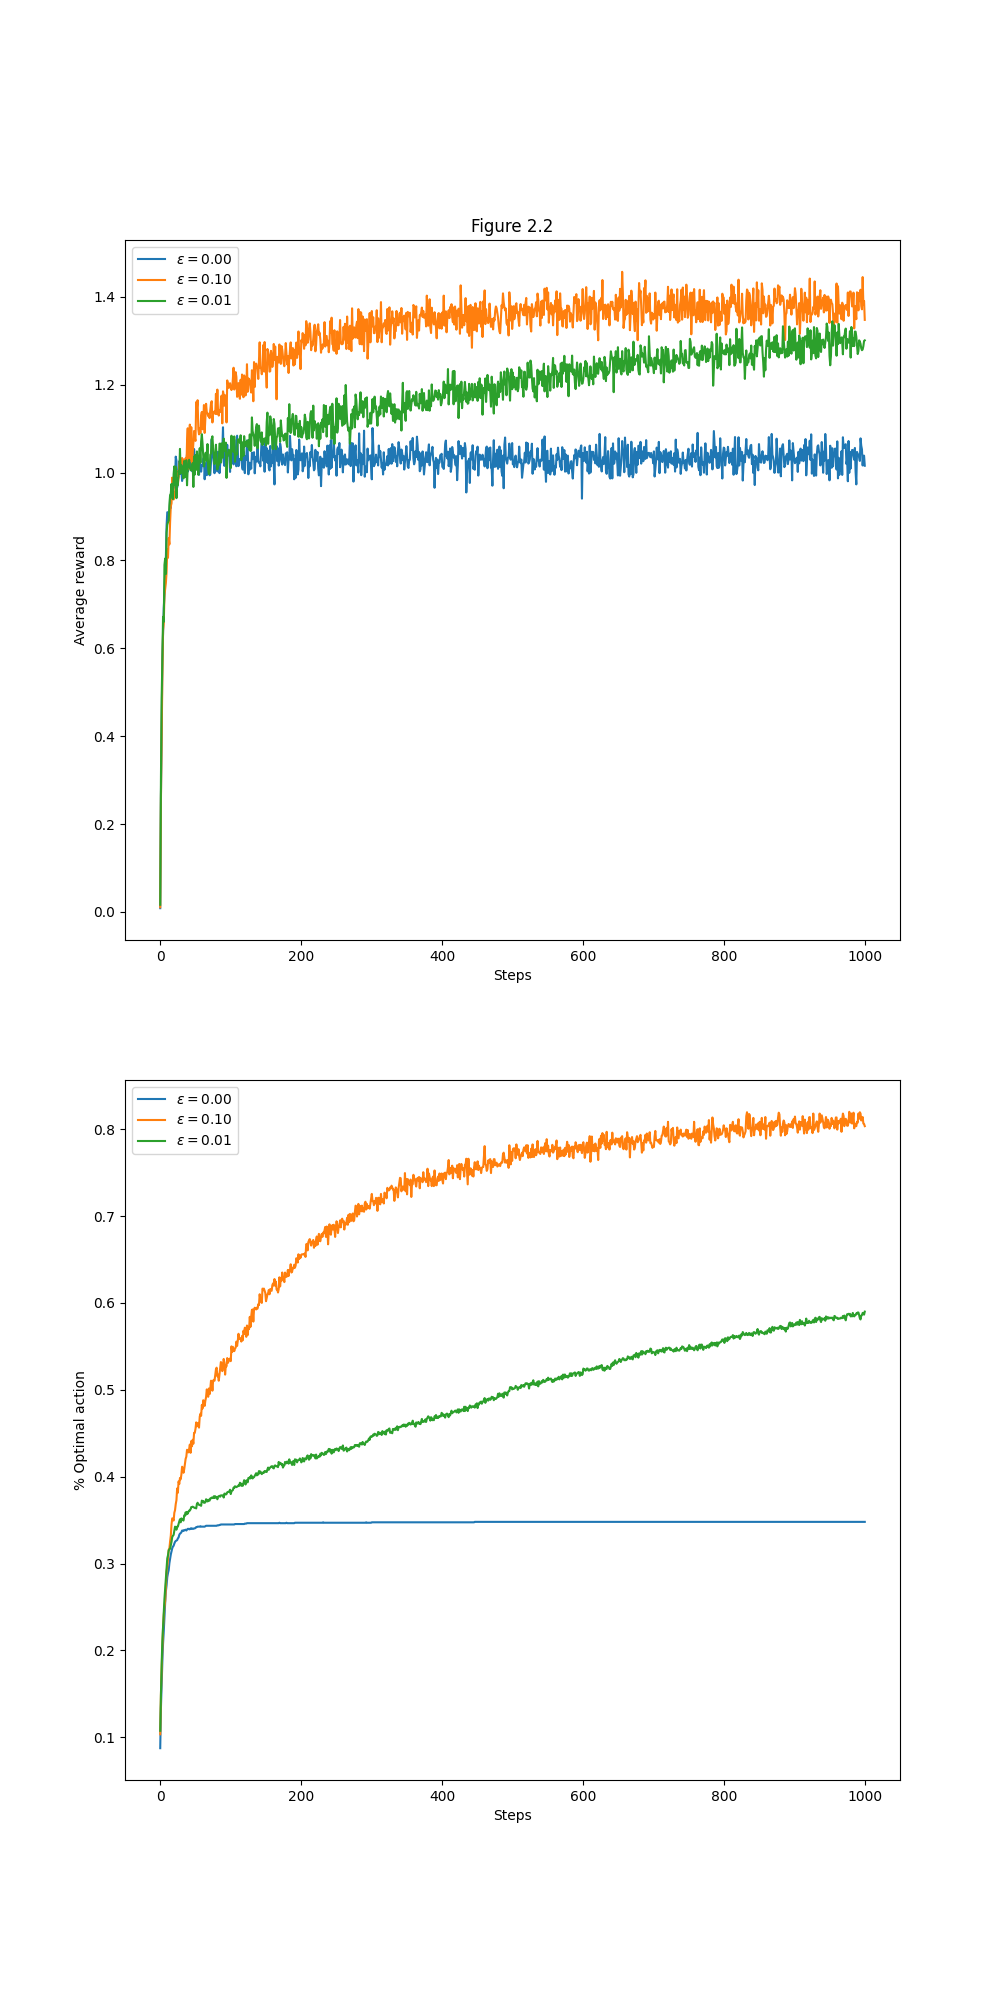 Figure 2.2
ε = 0.00
ε = 0.10
ε = 0.01
1.4
1.2
1.0
0.8
0.6
0.4
0.2
0.0
Average reward
0 200 400 600 800 1000
Steps
ε = 0.00
ε = 0.10
ε = 0.01
0.8
0.7
0.6
0.5
0.4
0.3
0.2
0.1
% Optimal action
0 200 400 600 800 1000
Steps